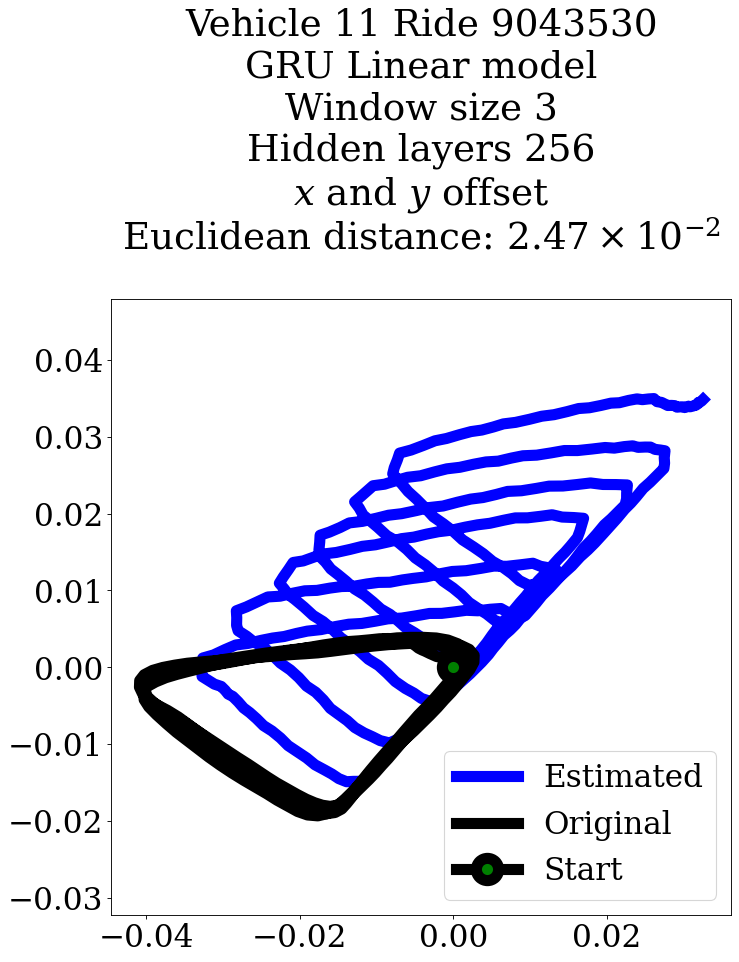 Vehicle 11 Ride 9043530
GRU Linear model
Window size 3
Hidden layers 256
x and y offset
Euclidean distance: 2.47 × 10⁻²
0.04
0.03
0.02
0.01
0.00
−0.01
−0.02
−0.03
−0.04
−0.02
0.00
0.02
Estimated
Original
Start